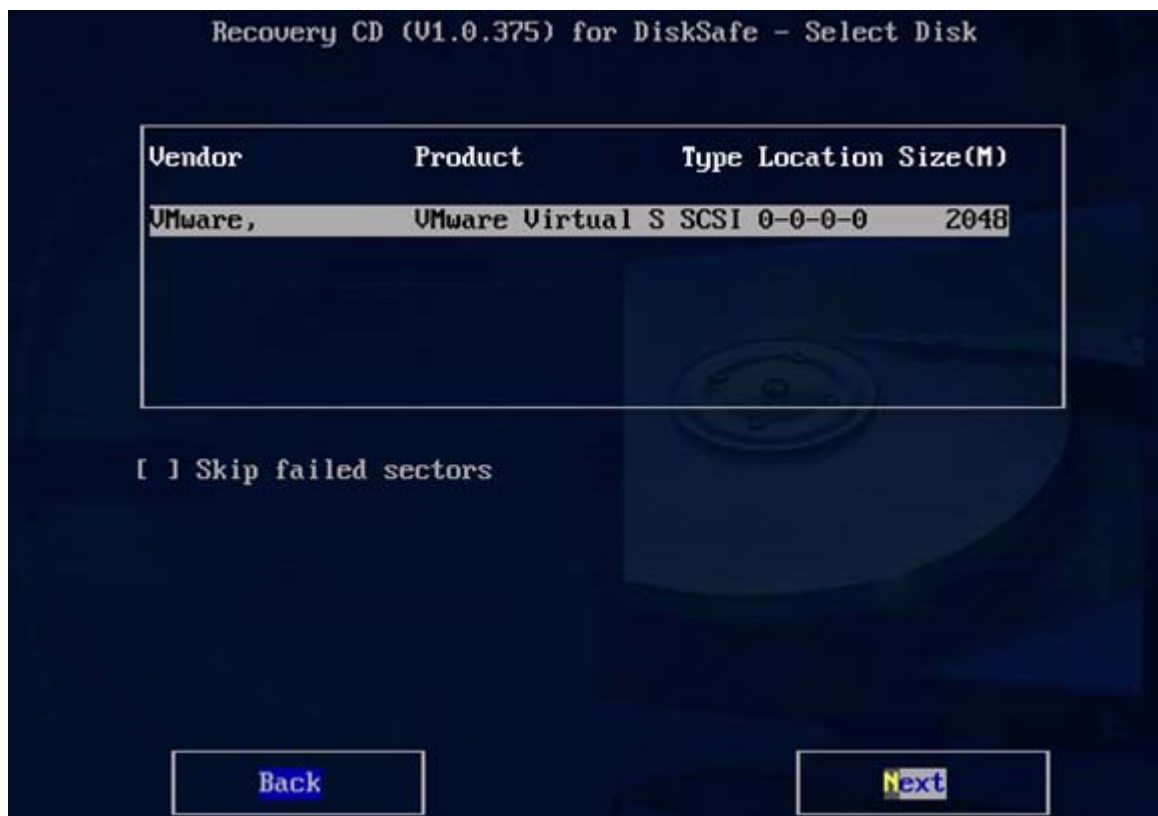 Recovery CD (V1.0.375) for DiskSafe - Select Disk
Vendor Product Type Location Size(M)
VMware, VMware Virtual S SCSI 0-0-0-0 2048
[ ] Skip failed sectors
Back Next